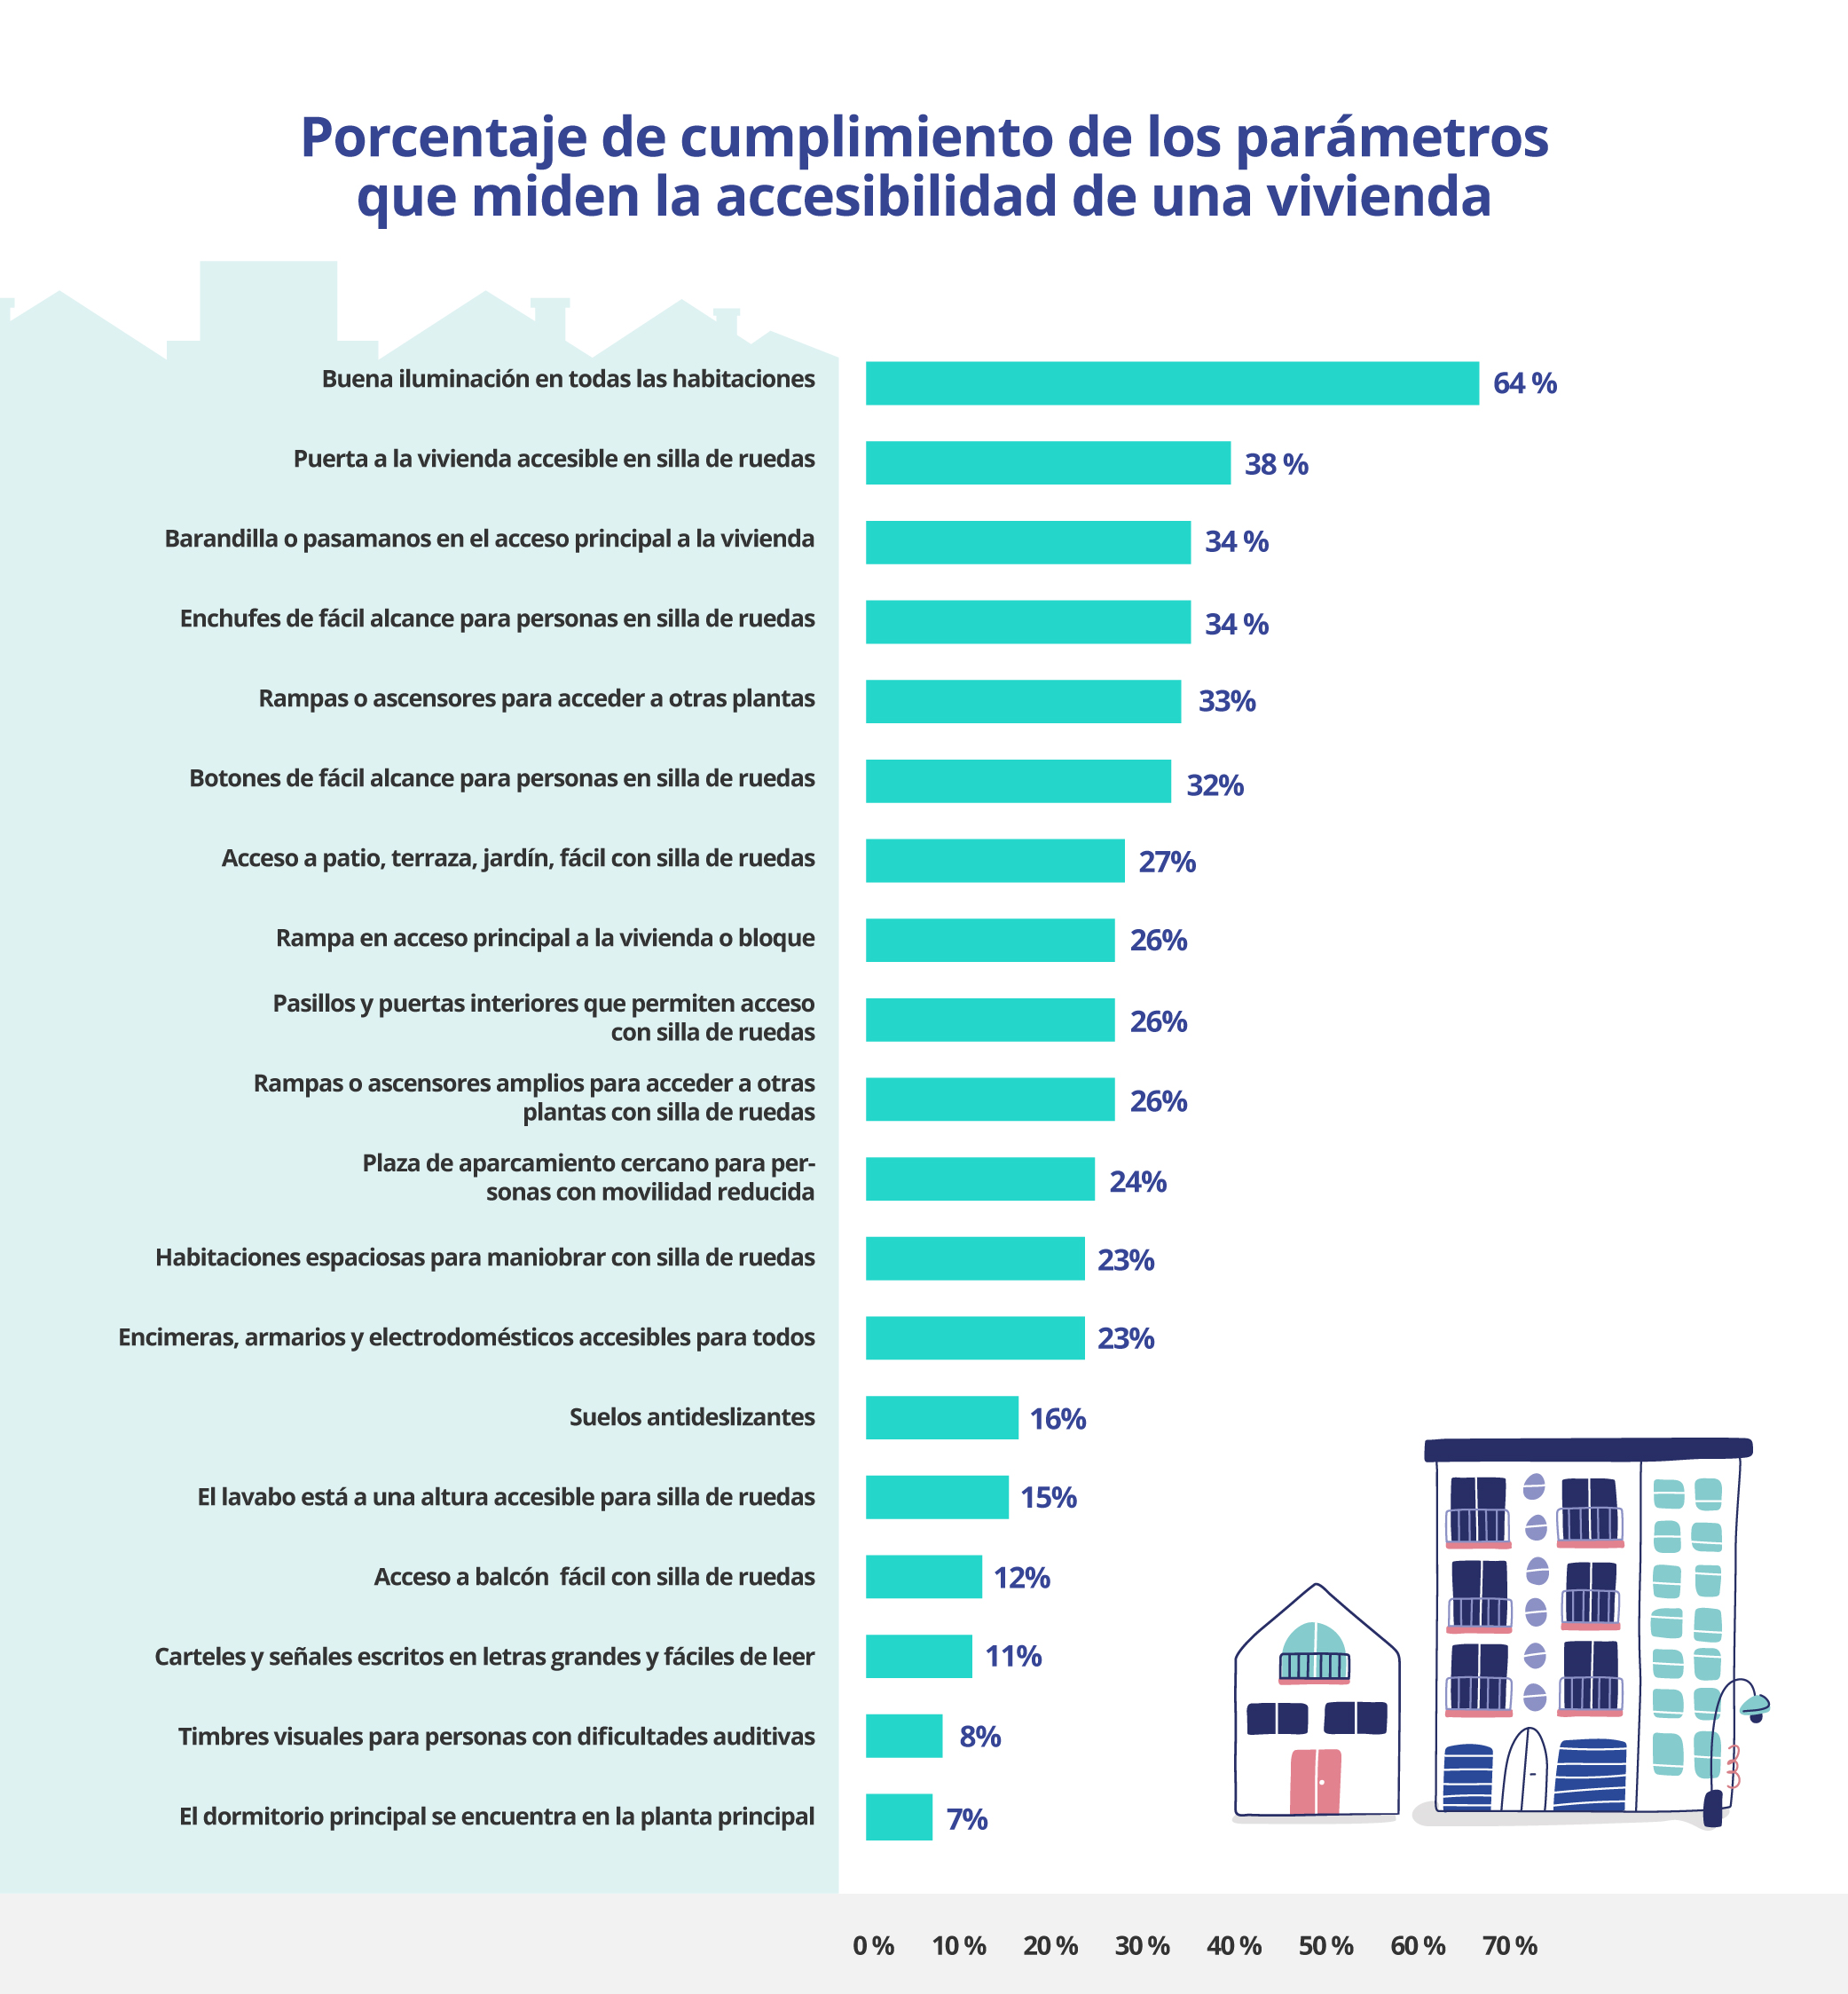 Porcentaje de cumplimiento de los parámetros
que miden la accesibilidad de una vivienda
Buena iluminación en todas las habitaciones
64 %
Puerta a la vivienda accesible en silla de ruedas
38 %
Barandilla o pasamanos en el acceso principal a la vivienda
34 %
Enchufes de fácil alcance para personas en silla de ruedas
34 %
Rampas o ascensores para acceder a otras plantas
33%
Botones de fácil alcance para personas en silla de ruedas
32%
Acceso a patio, terraza, jardín, fácil con silla de ruedas
27%
Rampa en acceso principal a la vivienda o bloque
26%
Pasillos y puertas interiores que permiten acceso
con silla de ruedas
26%
Rampas o ascensores amplios para acceder a otras
plantas con silla de ruedas
26%
Plaza de aparcamiento cercano para per-
sonas con movilidad reducida
24%
Habitaciones espaciosas para maniobrar con silla de ruedas
23%
Encimeras, armarios y electrodomésticos accesibles para todos
23%
Suelos antideslizantes
16%
El lavabo está a una altura accesible para silla de ruedas
15%
Acceso a balcón  fácil con silla de ruedas
12%
Carteles y señales escritos en letras grandes y fáciles de leer
11%
Timbres visuales para personas con dificultades auditivas
8%
El dormitorio principal se encuentra en la planta principal
7%
0 % 10 % 20 % 30 % 40 % 50 % 60 % 70 %